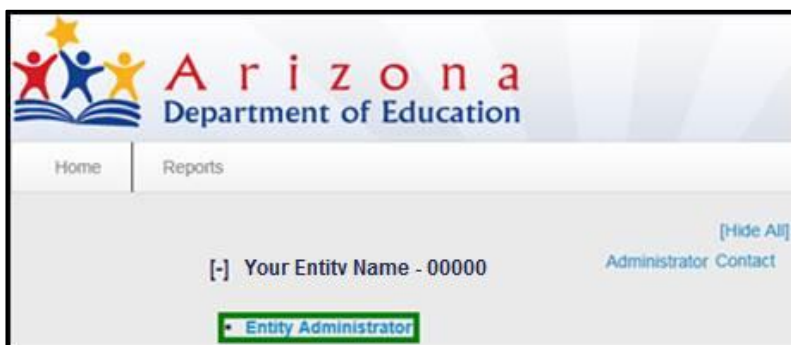 Arizona
Department of Education
Home Reports
[Hide All]
[-] Your Entity Name - 00000 Administrator Contact
• Entity Administrator